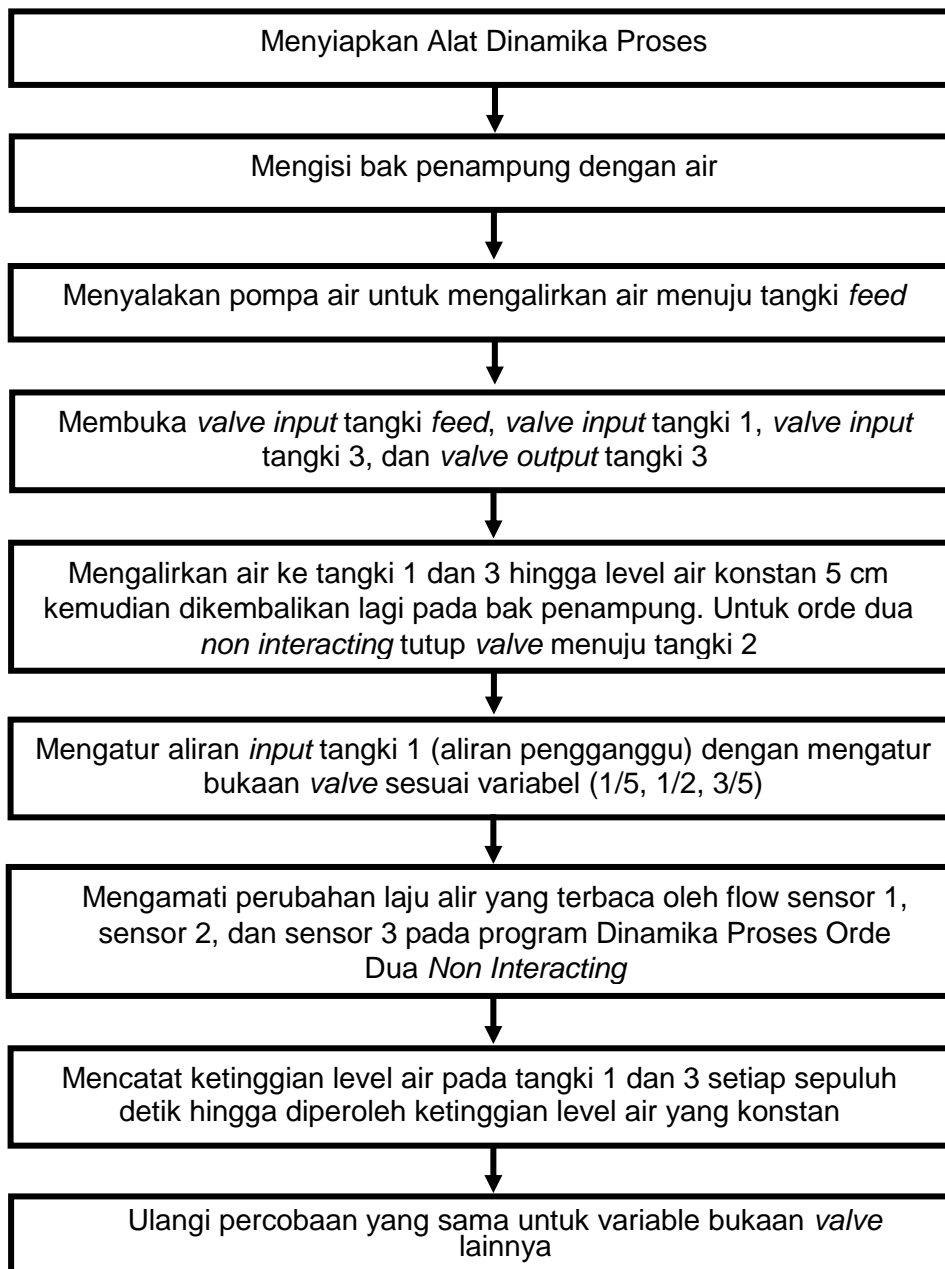 Menyiapkan Alat Dinamika Proses
Mengisi bak penampung dengan air
Menyalakan pompa air untuk mengalirkan air menuju tangki feed
Membuka valve input tangki feed, valve input tangki 1, valve input
tangki 3, dan valve output tangki 3
Mengalirkan air ke tangki 1 dan 3 hingga level air konstan 5 cm
kemudian dikembalikan lagi pada bak penampung. Untuk orde dua
non interacting tutup valve menuju tangki 2
Mengatur aliran input tangki 1 (aliran pengganggu) dengan mengatur
bukaan valve sesuai variabel (1/5, 1/2, 3/5)
Mengamati perubahan laju alir yang terbaca oleh flow sensor 1,
sensor 2, dan sensor 3 pada program Dinamika Proses Orde
Dua Non Interacting
Mencatat ketinggian level air pada tangki 1 dan 3 setiap sepuluh
detik hingga diperoleh ketinggian level air yang konstan
Ulangi percobaan yang sama untuk variable bukaan valve
lainnya